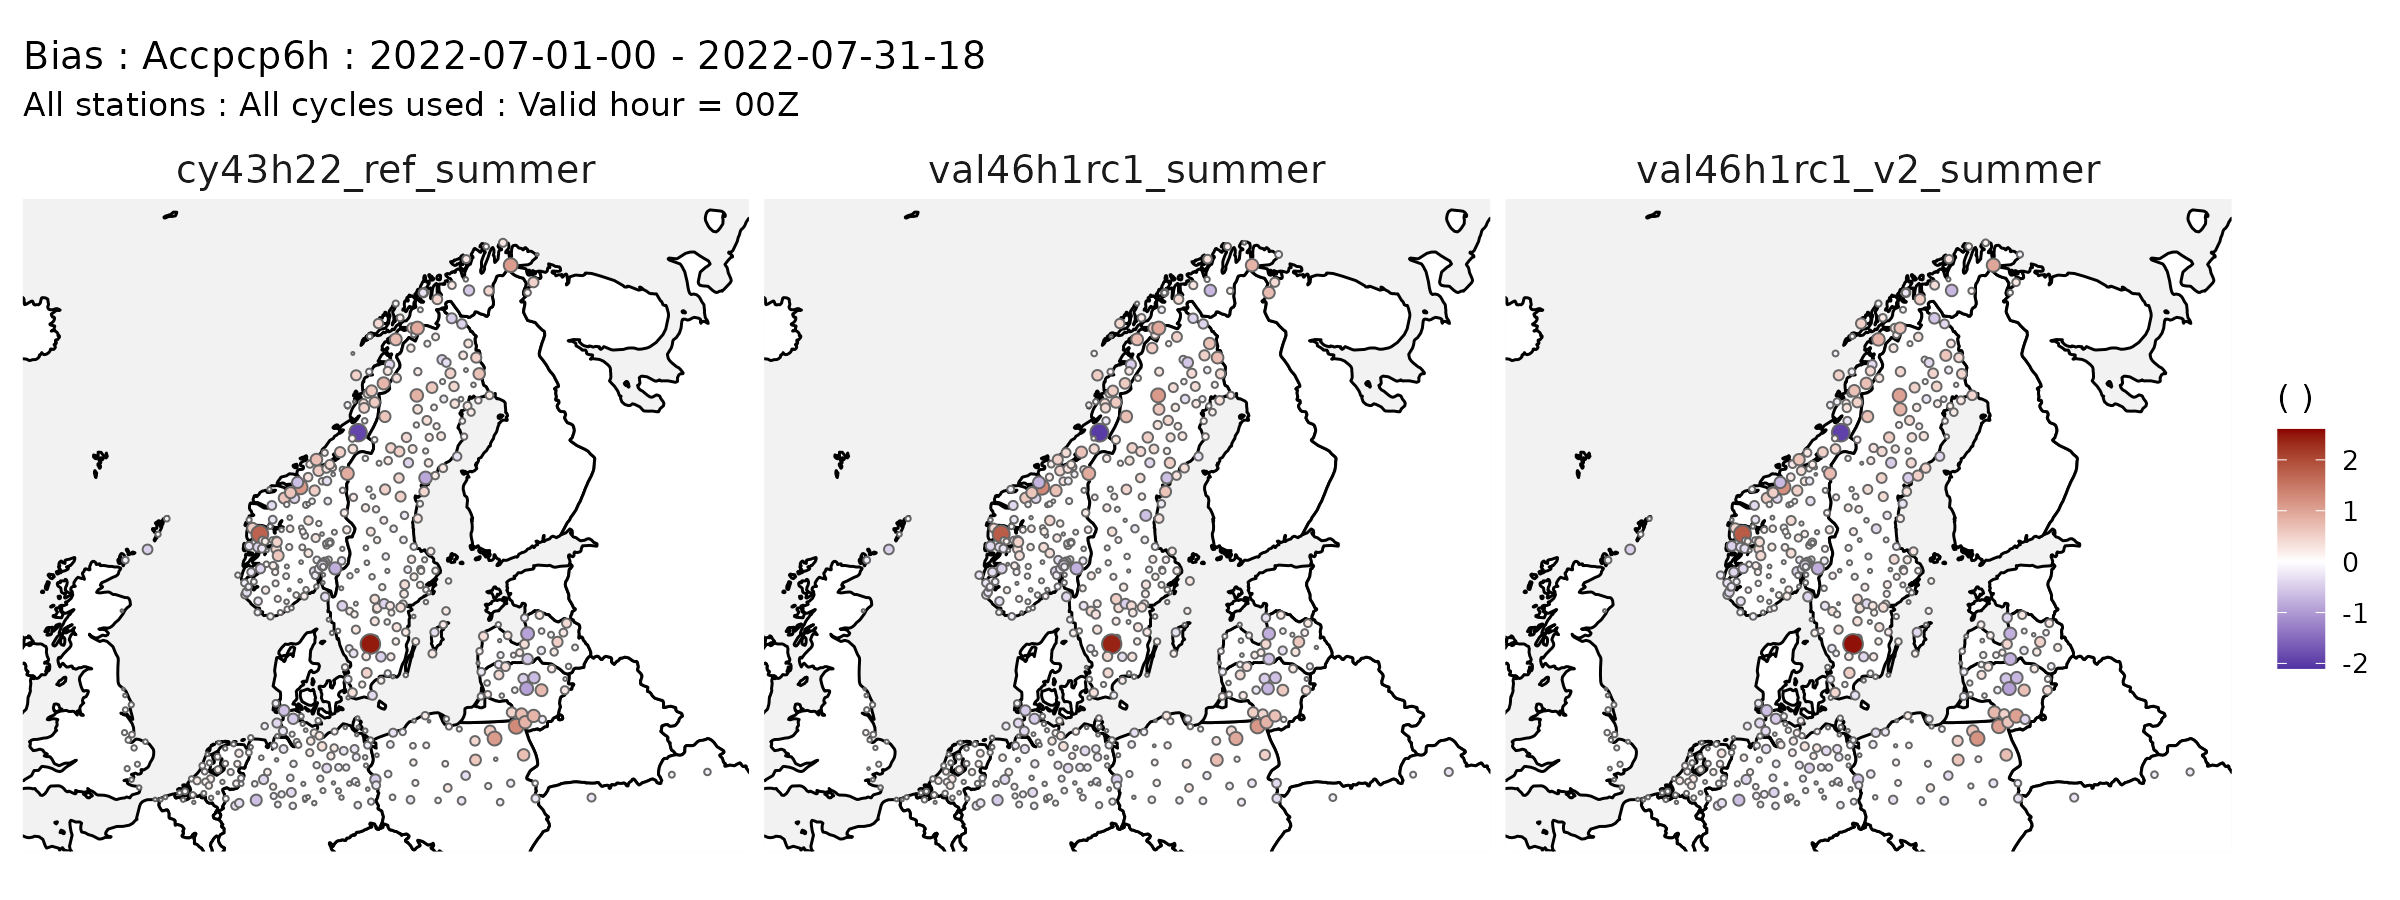 Bias : Accpcp6h : 2022-07-01-00 - 2022-07-31-18
All stations : All cycles used : Valid hour = 00Z
cy43h22_ref_summer
val46h1rc1_summer
val46h1rc1_v2_summer
( )
2
1
0
-1
-2